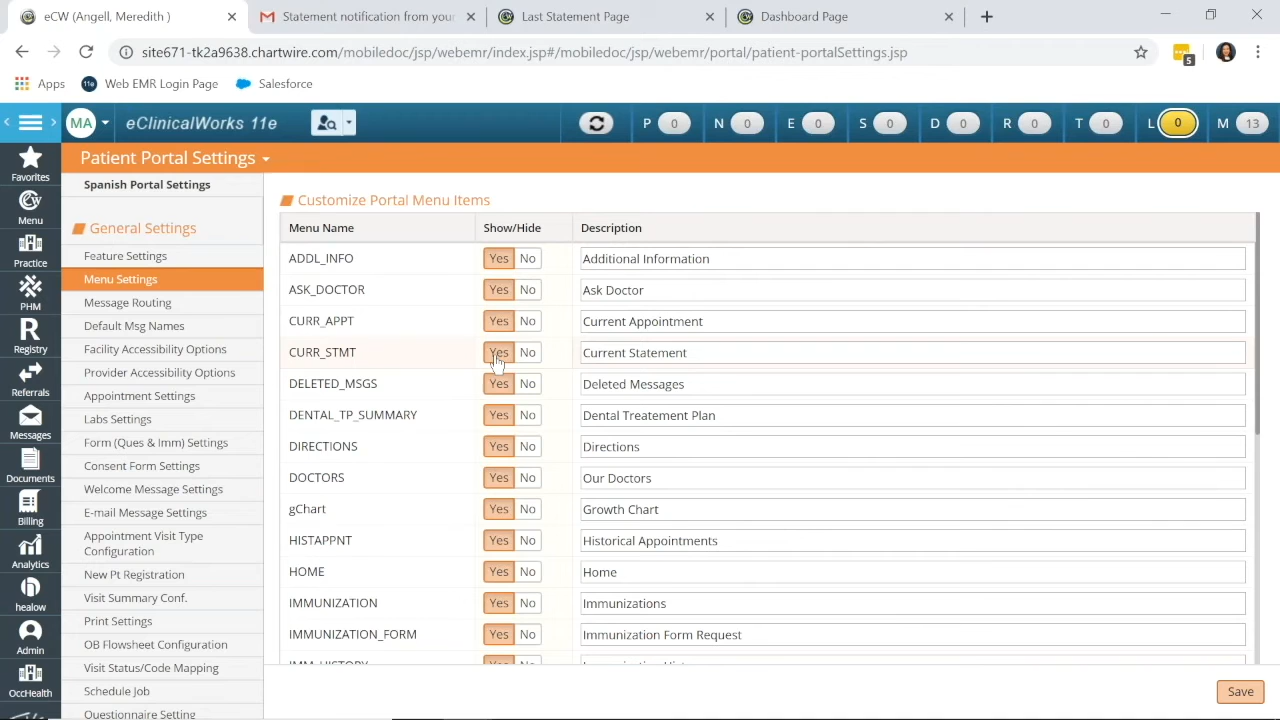 eCW (Angell, Meredith )
Statement notification from your
Last Statement Page
Dashboard Page
site671-tk2a9638.chartwire.com/mobiledoc/jsp/webemr/index.jsp#/mobiledoc/jsp/webemr/portal/patient-portalSettings.jsp
5
Apps
11e Web EMR Login Page
Salesforce
MA
eClinicalWorks 11e
P 0
N 0
E 0
S 0
D 0
R 0
T 0
L 0
M 13
Favorites
Menu
Practice
PHM
R
Registry
Referrals
Messages
Documents
Billing
Analytics
healow
Admin
OccHealth
Patient Portal Settings
Spanish Portal Settings
General Settings
Feature Settings
Menu Settings
Message Routing
Default Msg Names
Facility Accessibility Options
Provider Accessibility Options
Appointment Settings
Labs Settings
Form (Ques & Imm) Settings
Consent Form Settings
Welcome Message Settings
E-mail Message Settings
Appointment Visit Type
Configuration
New Pt Registration
Visit Summary Conf.
Print Settings
OB Flowsheet Configuration
Visit Status/Code Mapping
Schedule Job
Questionnaire Setting
Customize Portal Menu Items
Menu Name Show/Hide Description
ADDL_INFO Yes No Additional Information
ASK_DOCTOR Yes No Ask Doctor
CURR_APPT Yes No Current Appointment
CURR_STMT Yes No Current Statement
DELETED_MSGS Yes No Deleted Messages
DENTAL_TP_SUMMARY Yes No Dental Treatement Plan
DIRECTIONS Yes No Directions
DOCTORS Yes No Our Doctors
gChart Yes No Growth Chart
HISTAPPNT Yes No Historical Appointments
HOME Yes No Home
IMMUNIZATION Yes No Immunizations
IMMUNIZATION_FORM Yes No Immunization Form Request
Save